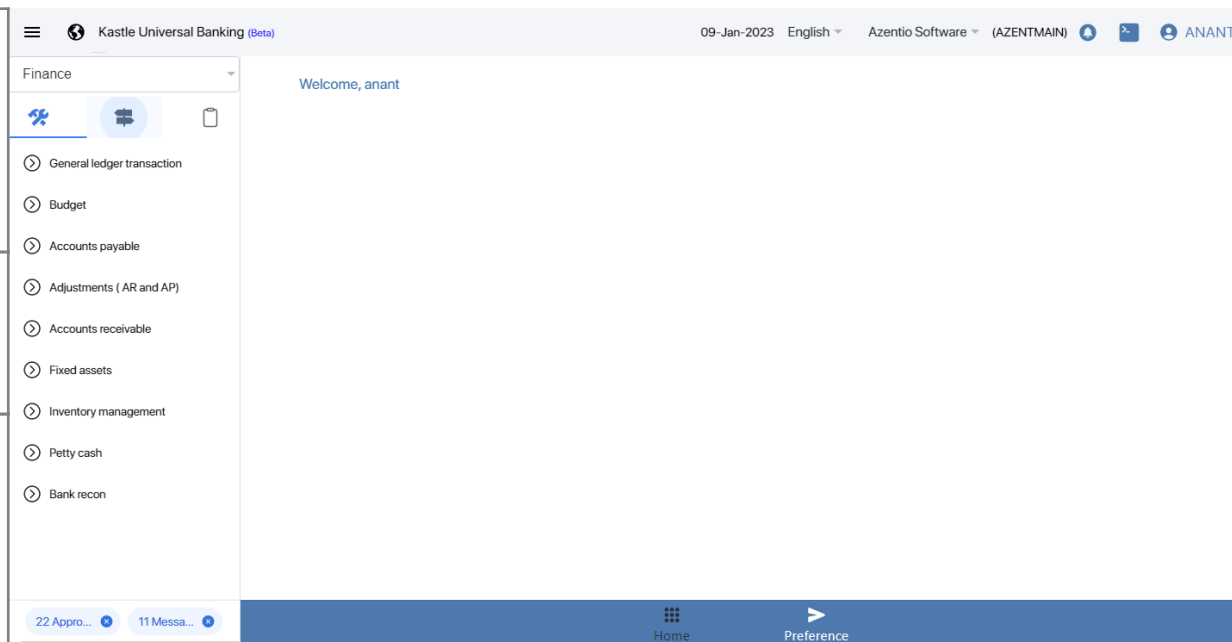 Kastle Universal Banking (Beta)
09-Jan-2023 English Azentio Software (AZENTMAIN) ANANT
Finance
Welcome, anant
General ledger transaction
Budget
Accounts payable
Adjustments ( AR and AP)
Accounts receivable
Fixed assets
Inventory management
Petty cash
Bank recon
22 Appro... 11 Messa...
Home Preference